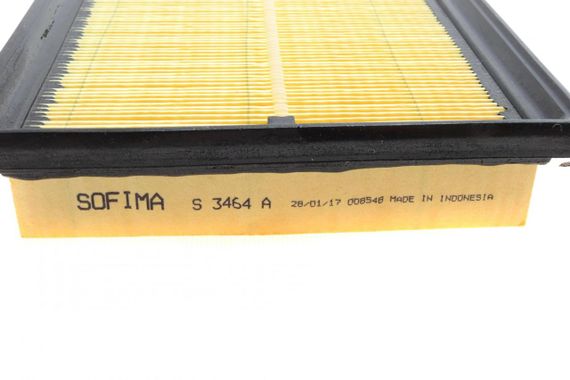 SOFIMA S 3464 A 28/01/17 008548 MADE IN INDONESIA